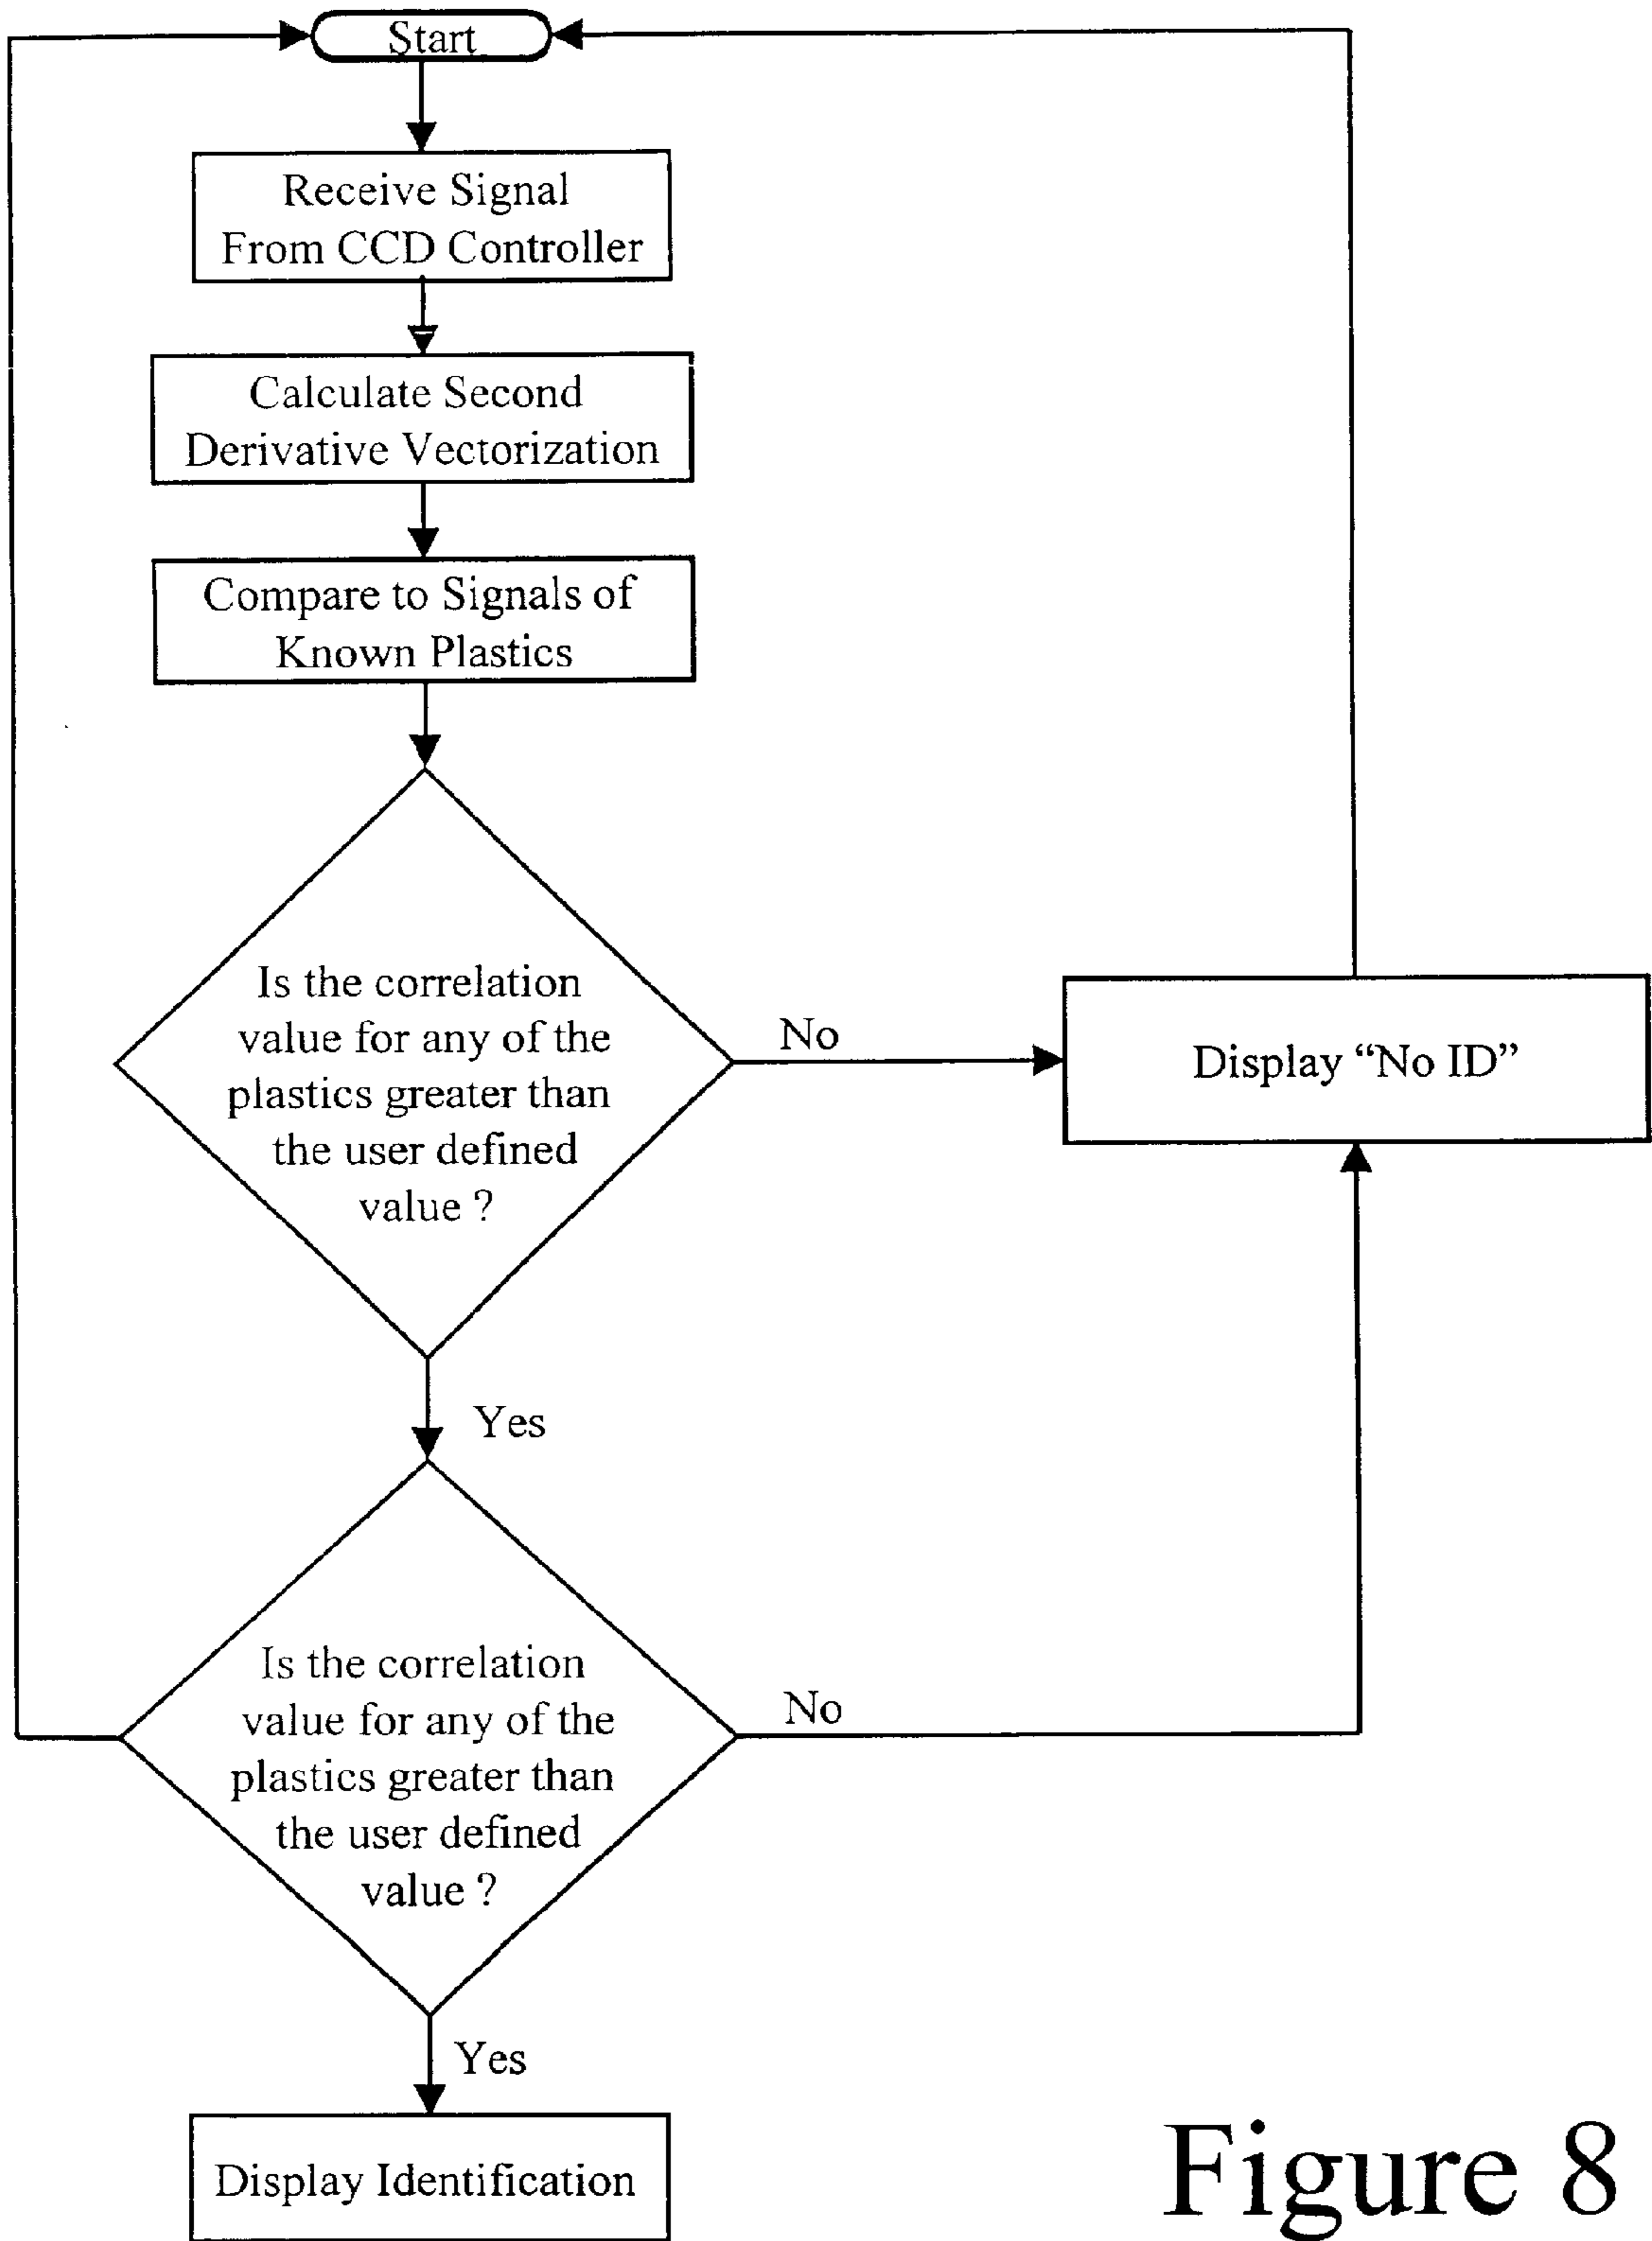 Start
Receive Signal
From CCD Controller
Calculate Second
Derivative Vectorization
Compare to Signals of
Known Plastics
Is the correlation
value for any of the
plastics greater than
the user defined
value ?
No
Display “No ID”
Yes
Is the correlation
value for any of the
plastics greater than
the user defined
value ?
No
Yes
Display Identification
Figure 8